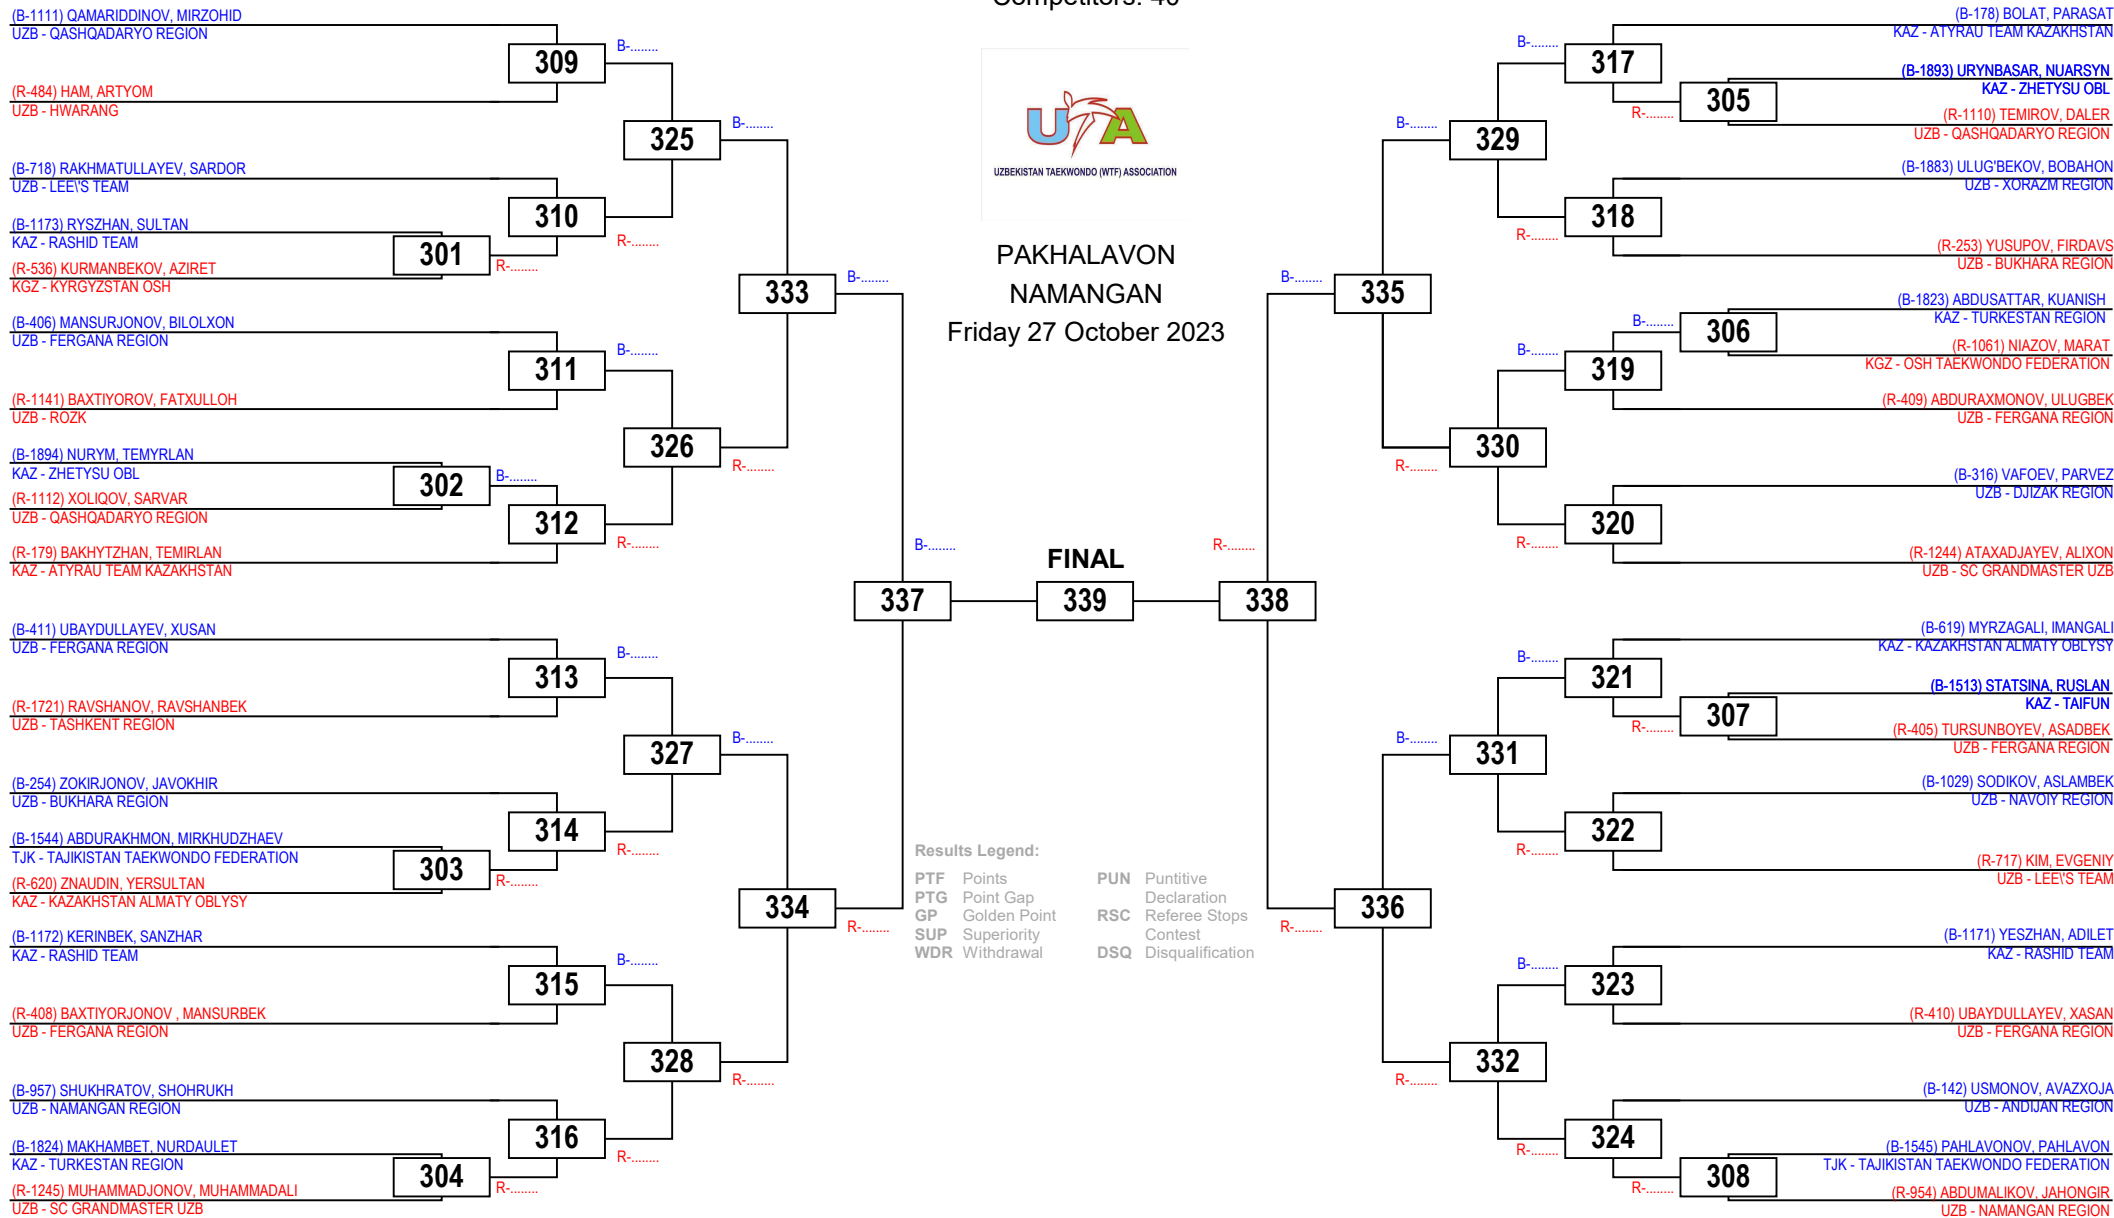 Competitors: 40
(B-1111) QAMARIDDINOV, MIRZOHID
UZB - QASHQADARYO REGION
309
B-........
(R-484) HAM, ARTYOM
UZB - HWARANG
325
B-........
(B-718) RAKHMATULLAYEV, SARDOR
UZB - LEE\'S TEAM
310
R-........
(B-1173) RYSZHAN, SULTAN
KAZ - RASHID TEAM
301
R-........
(R-536) KURMANBEKOV, AZIRET
KGZ - KYRGYZSTAN OSH
333
B-........
(B-406) MANSURJONOV, BILOLXON
UZB - FERGANA REGION
311
B-........
(R-1141) BAXTIYOROV, FATXULLOH
UZB - ROZK
326
R-........
(B-1894) NURYM, TEMYRLAN
KAZ - ZHETYSU OBL
302
B-........
(R-1112) XOLIQOV, SARVAR
UZB - QASHQADARYO REGION
312
R-........
(R-179) BAKHYTZHAN, TEMIRLAN
KAZ - ATYRAU TEAM KAZAKHSTAN
B-........
337
(B-411) UBAYDULLAYEV, XUSAN
UZB - FERGANA REGION
313
B-........
(R-1721) RAVSHANOV, RAVSHANBEK
UZB - TASHKENT REGION
327
B-........
(B-254) ZOKIRJONOV, JAVOKHIR
UZB - BUKHARA REGION
314
R-........
(B-1544) ABDURAKHMON, MIRKHUDZHAEV
TJK - TAJIKISTAN TAEKWONDO FEDERATION
303
R-........
(R-620) ZNAUDIN, YERSULTAN
KAZ - KAZAKHSTAN ALMATY OBLYSY
334
R-........
(B-1172) KERINBEK, SANZHAR
KAZ - RASHID TEAM
315
B-........
(R-408) BAXTIYORJONOV , MANSURBEK
UZB - FERGANA REGION
328
R-........
(B-957) SHUKHRATOV, SHOHRUKH
UZB - NAMANGAN REGION
316
R-........
(B-1824) MAKHAMBET, NURDAULET
KAZ - TURKESTAN REGION
304
R-........
(R-1245) MUHAMMADJONOV, MUHAMMADALI
UZB - SC GRANDMASTER UZB
UTA
UZBEKISTAN TAEKWONDO (WTF) ASSOCIATION
PAKHALAVON
NAMANGAN
Friday 27 October 2023
FINAL
339
Results Legend:
PTF Points
PTG Point Gap
GP Golden Point
SUP Superiority
WDR Withdrawal
PUN Puntitive
Declaration
RSC Referee Stops
Contest
DSQ Disqualification
(B-178) BOLAT, PARASAT
KAZ - ATYRAU TEAM KAZAKHSTAN
B-........
317
(B-1893) URYNBASAR, NUARSYN
KAZ - ZHETYSU OBL
R-........
305
(R-1110) TEMIROV, DALER
UZB - QASHQADARYO REGION
B-........
329
(B-1883) ULUG'BEKOV, BOBAHON
UZB - XORAZM REGION
R-........
318
(R-253) YUSUPOV, FIRDAVS
UZB - BUKHARA REGION
B-........
335
(B-1823) ABDUSATTAR, KUANISH
KAZ - TURKESTAN REGION
B-........
306
(R-1061) NIAZOV, MARAT
KGZ - OSH TAEKWONDO FEDERATION
B-........
319
(R-409) ABDURAXMONOV, ULUGBEK
UZB - FERGANA REGION
R-........
330
(B-316) VAFOEV, PARVEZ
UZB - DJIZAK REGION
R-........
320
(R-1244) ATAXADJAYEV, ALIXON
UZB - SC GRANDMASTER UZB
R-........
338
(B-619) MYRZAGALI, IMANGALI
KAZ - KAZAKHSTAN ALMATY OBLYSY
B-........
321
(B-1513) STATSINA, RUSLAN
KAZ - TAIFUN
R-........
307
(R-405) TURSUNBOYEV, ASADBEK
UZB - FERGANA REGION
B-........
331
(B-1029) SODIKOV, ASLAMBEK
UZB - NAVOIY REGION
R-........
322
(R-717) KIM, EVGENIY
UZB - LEE\'S TEAM
R-........
336
(B-1171) YESZHAN, ADILET
KAZ - RASHID TEAM
B-........
323
(R-410) UBAYDULLAYEV, XASAN
UZB - FERGANA REGION
R-........
332
(B-142) USMONOV, AVAZXOJA
UZB - ANDIJAN REGION
R-........
324
(B-1545) PAHLAVONOV, PAHLAVON
TJK - TAJIKISTAN TAEKWONDO FEDERATION
R-........
308
(R-954) ABDUMALIKOV, JAHONGIR
UZB - NAMANGAN REGION